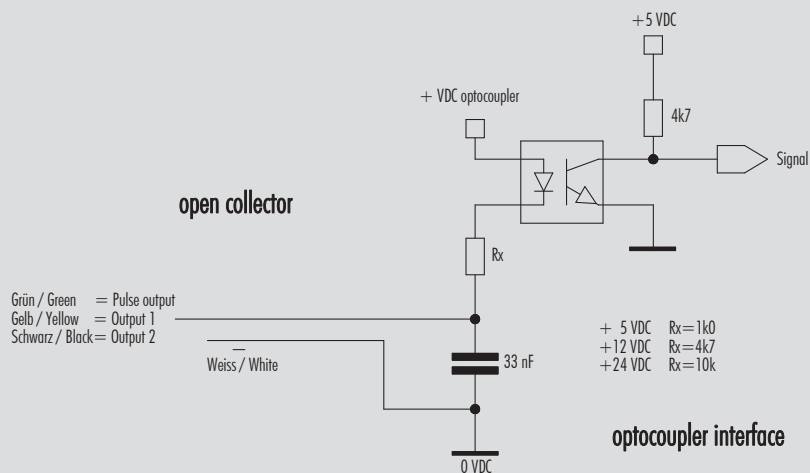 + 5 VDC
4k7
+ VDC optocoupler
Signal
open collector
Rx
Grün / Green = Pulse output
Gelb / Yellow = Output 1
Schwarz / Black = Output 2
Weiss / White
33 nF
+ 5 VDC Rx=1k0
+12 VDC Rx=4k7
+24 VDC Rx=10k
optocoupler interface
0 VDC